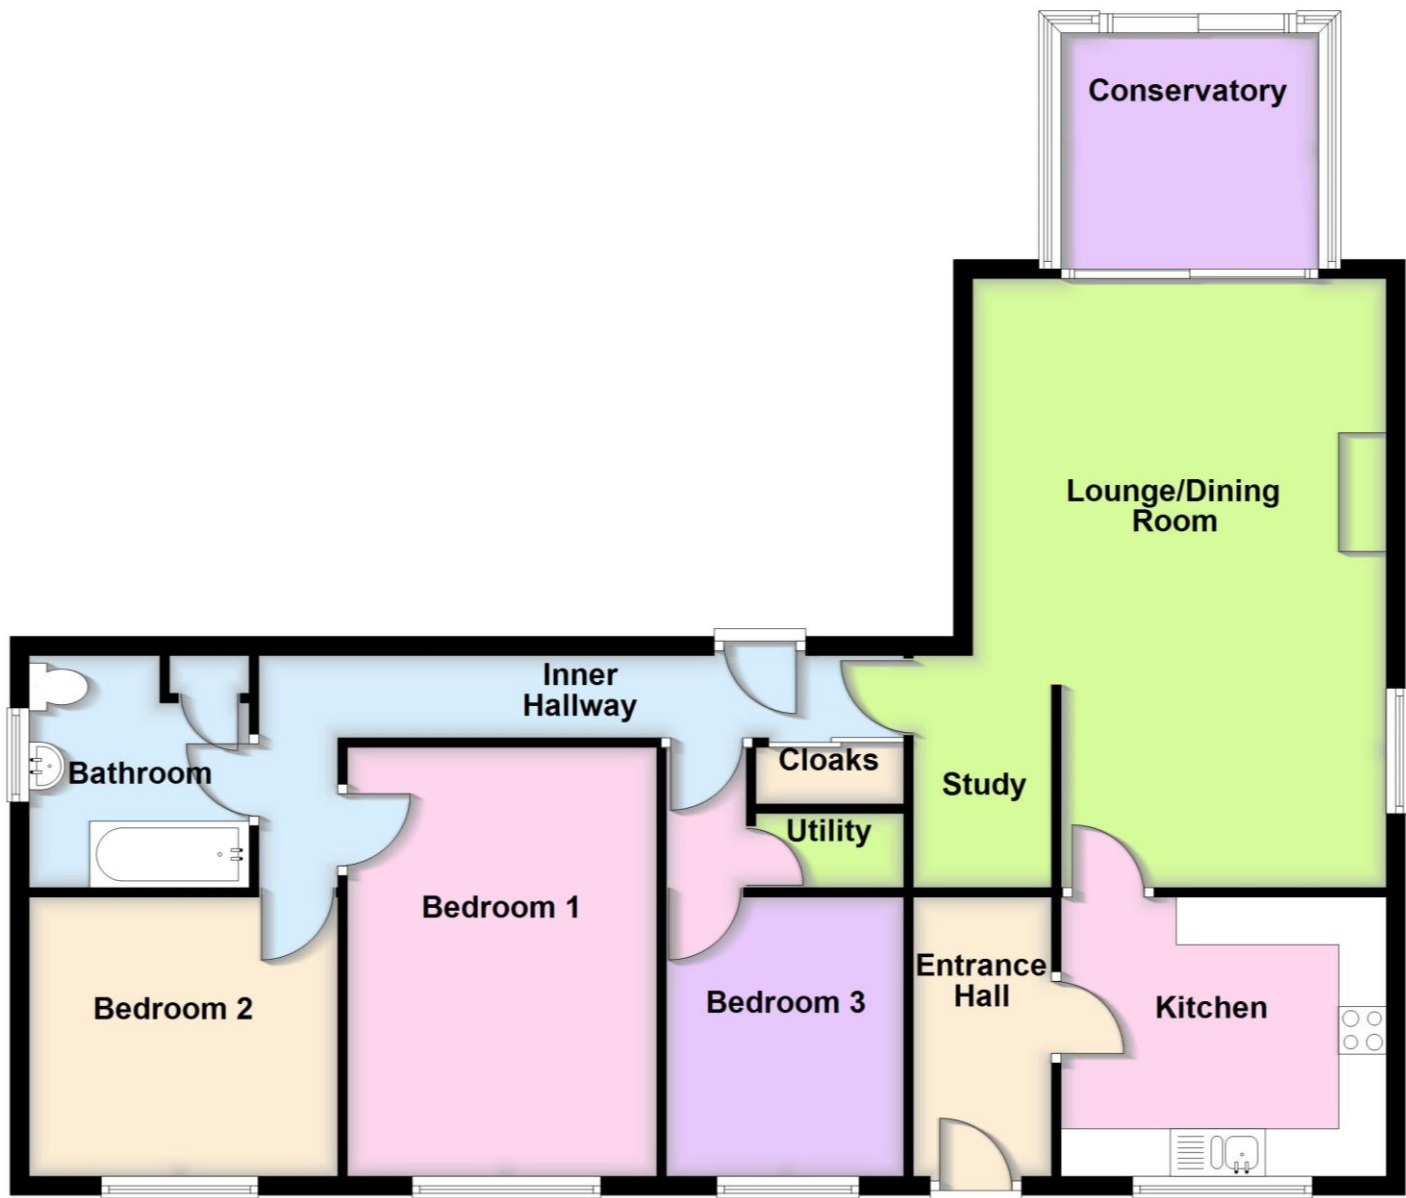 Conservatory
Lounge/Dining
Room
Inner
Hallway
Cloaks
Bathroom
Study
Utility
Bedroom 1
Entrance
Hall
Bedroom 2
Bedroom 3
Kitchen